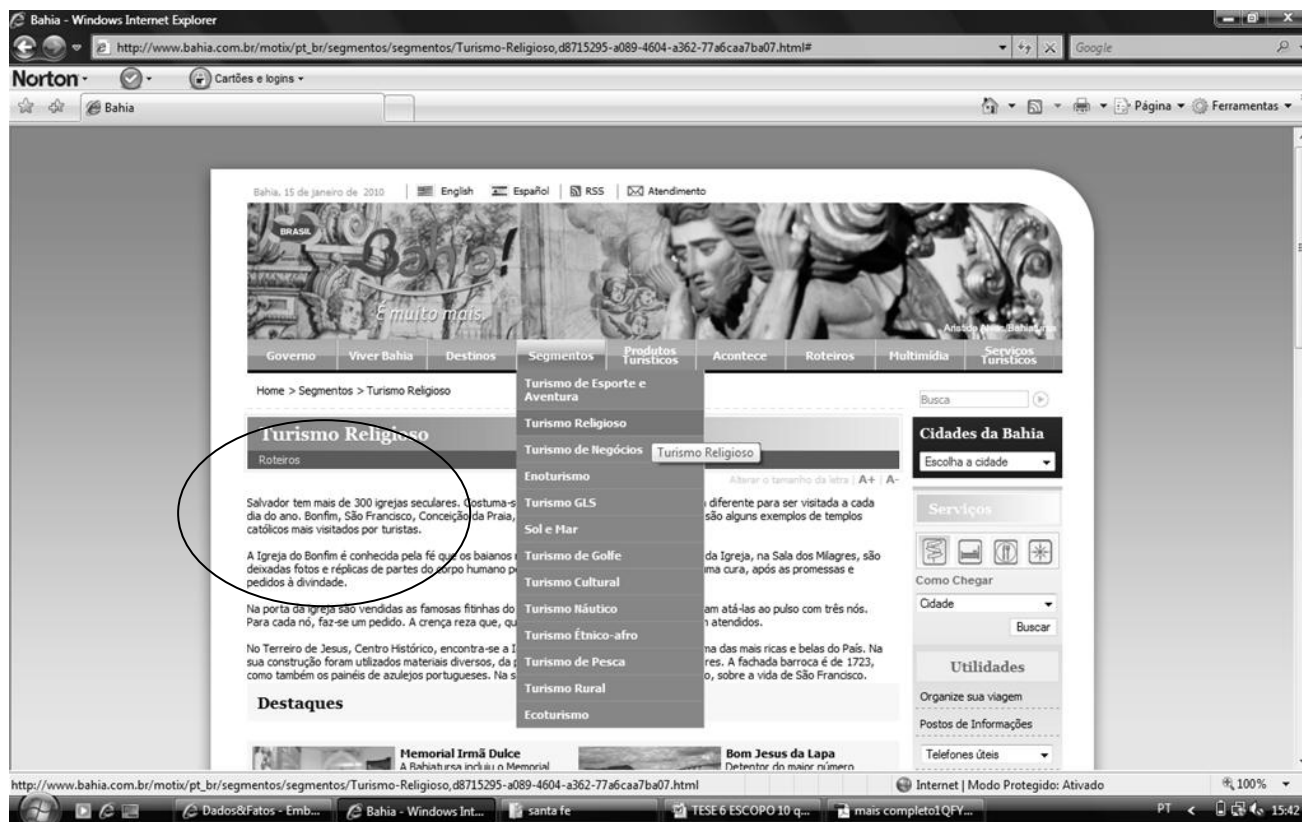 Bahia - Windows Internet Explorer
http://www.bahia.com.br/motix/pt_br/segmentos/segmentos/Turismo-Religioso,d8715295-a089-4604-a362-77a6caa7ba07.html#
Google
Norton
Cartões e logins
Bahia
Página
Ferramentas
Bahia, 15 de janeiro de 2010
English
Español
RSS
Atendimento
BRASIL
Bahia!
É muito mais.
Governo
Viver Bahia
Destinos
Segmentos
Produtos Turísticos
Acontece
Roteiros
Multimídia
Serviços Turísticos
Home > Segmentos > Turismo Religioso
Turismo de Esporte e
Aventura
Turismo Religioso
Turismo de Negócios
Turismo Religioso
Enoturismo
Turismo GLS
Sol e Mar
Turismo de Golfe
Turismo Cultural
Turismo Náutico
Turismo Étnico-afro
Turismo de Pesca
Turismo Rural
Ecoturismo
Turismo Religioso
Roteiros
Alterar o tamanho da letra | A+ | A-
Salvador tem mais de 300 igrejas seculares. Costuma-s diferente para ser visitada a cada
dia do ano. Bonfim, São Francisco, Conceição da Praia, são alguns exemplos de templos
católicos mais visitados por turistas.
A Igreja do Bonfim é conhecida pela fé que os baianos da Igreja, na Sala dos Milagres, são
deixadas fotos e réplicas de partes do corpo humano p ma cura, após as promessas e
pedidos à divindade.
Na porta da igreja são vendidas as famosas fitinhas do am atá-las ao pulso com três nós.
Para cada nó, faz-se um pedido. A crença reza que, qu atendidos.
No Terreiro de Jesus, Centro Histórico, encontra-se a I ma das mais ricas e belas do País. Na
sua construção foram utilizados materiais diversos, da p res. A fachada barroca é de 1723,
como também os painéis de azulejos portugueses. Na s o, sobre a vida de São Francisco.
Destaques
Memorial Irmã Dulce
A Bahiatursa incluiu o Memorial
Bom Jesus da Lapa
Detentor do maior número
Busca
Cidades da Bahia
Escolha a cidade
Serviços
Como Chegar
Cidade
Buscar
Utilidades
Organize sua viagem
Postos de Informações
Telefones úteis
http://www.bahia.com.br/motix/pt_br/segmentos/segmentos/Turismo-Religioso,d8715295-a089-4604-a362-77a6caa7ba07.html
Internet | Modo Protegido: Ativado
100%
Dados&Fatos - Emb...
Bahia - Windows Int...
santa fe
TESE 6 ESCOPO 10 q...
mais completo1QFY...
PT
15:42